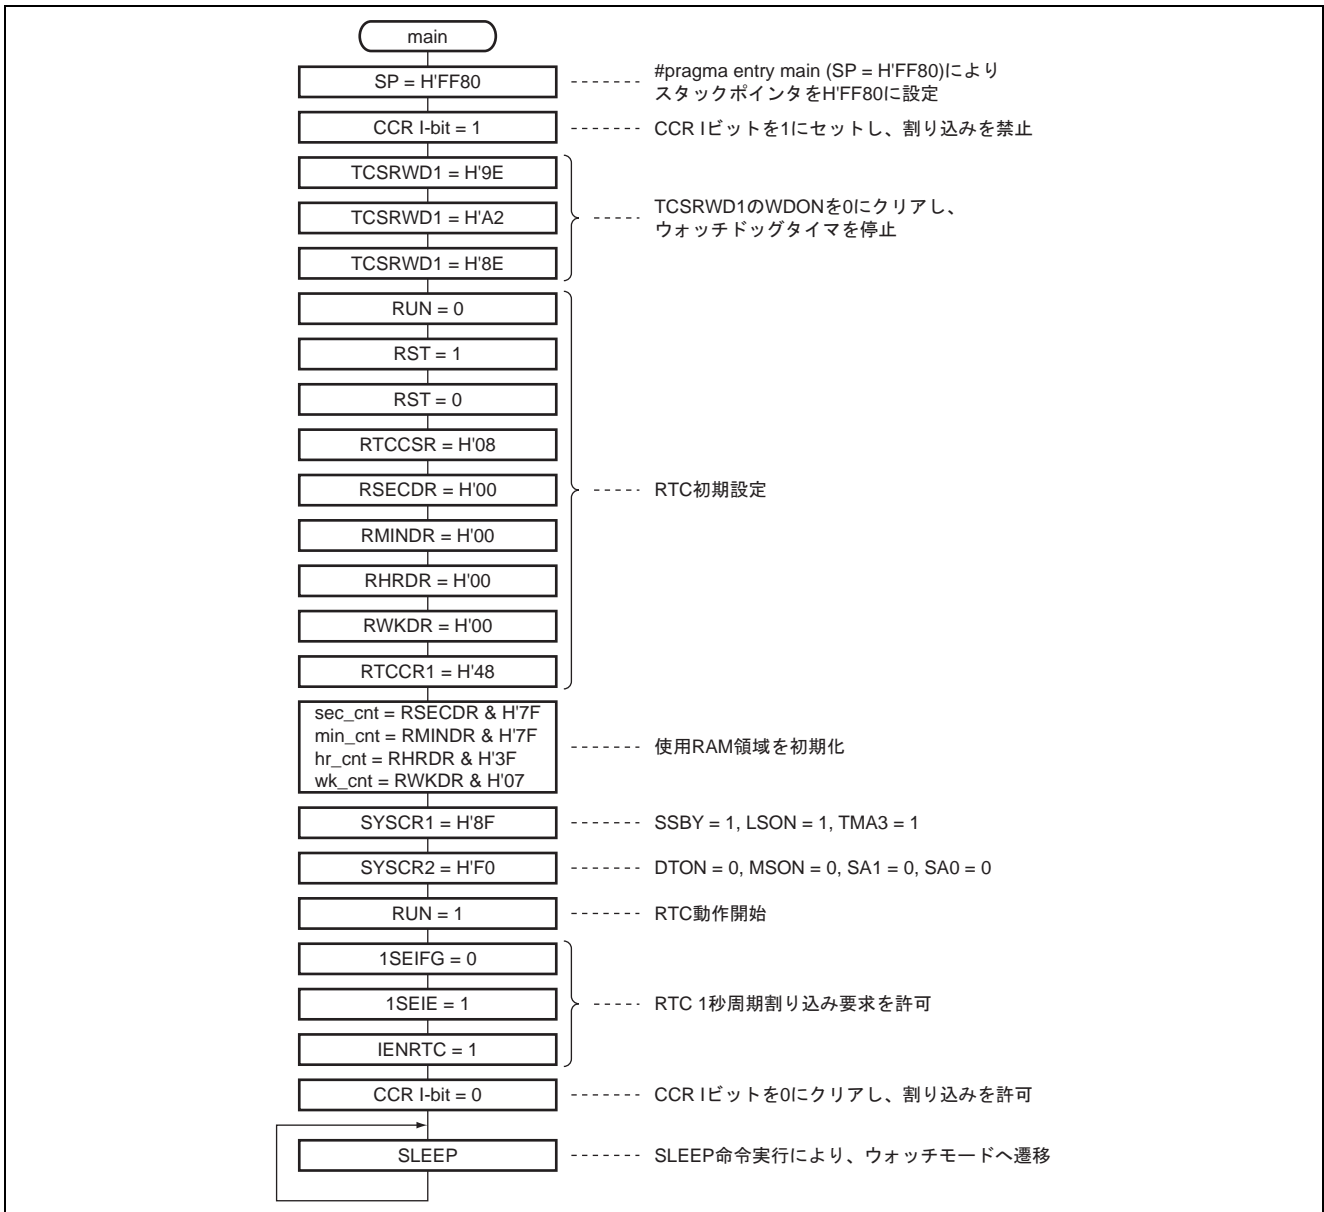 main
SP = H'FF80
#pragma entry main (SP = H'FF80)により
スタックポインタをH'FF80に設定
CCR I-bit = 1
CCR Iビットを1にセットし、割り込みを禁止
TCSRWD1 = H'9E
TCSRWD1 = H'A2
TCSRWD1 = H'8E
TCSRWD1のWDONを0にクリアし、
ウォッチドッグタイマを停止
RUN = 0
RST = 1
RST = 0
RTCCSR = H'08
RSECDR = H'00
RMINDR = H'00
RHRDR = H'00
RWKDR = H'00
RTCCR1 = H'48
RTC初期設定
sec_cnt = RSECDR & H'7F
min_cnt = RMINDR & H'7F
hr_cnt = RHRDR & H'3F
wk_cnt = RWKDR & H'07
使用RAM領域を初期化
SYSCR1 = H'8F
SSBY = 1, LSON = 1, TMA3 = 1
SYSCR2 = H'F0
DTON = 0, MSON = 0, SA1 = 0, SA0 = 0
RUN = 1
RTC動作開始
1SEIFG = 0
1SEIE = 1
IENRTC = 1
RTC 1秒周期割り込み要求を許可
CCR I-bit = 0
CCR Iビットを0にクリアし、割り込みを許可
SLEEP
SLEEP命令実行により、ウォッチモードへ遷移